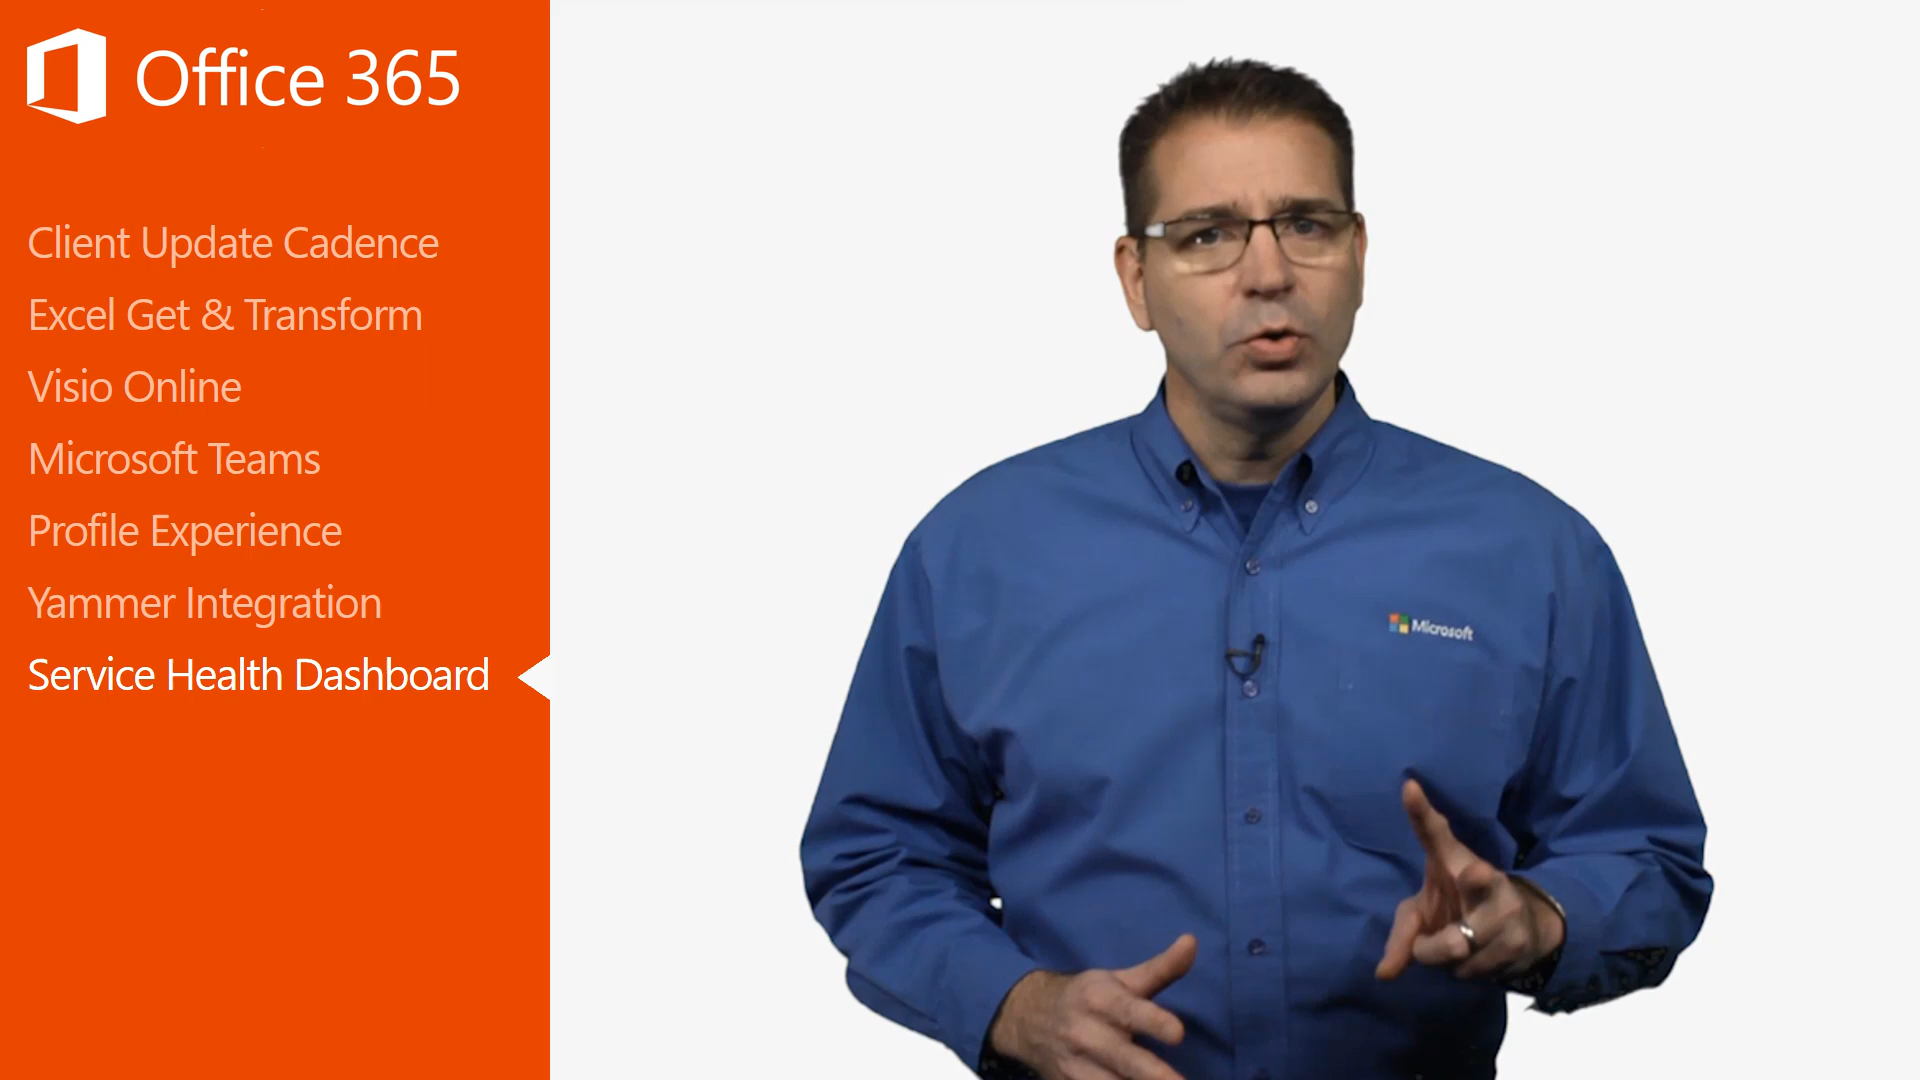 Office 365
Client Update Cadence
Excel Get & Transform
Visio Online
Microsoft Teams
Profile Experience
Yammer Integration
Service Health Dashboard
Microsoft